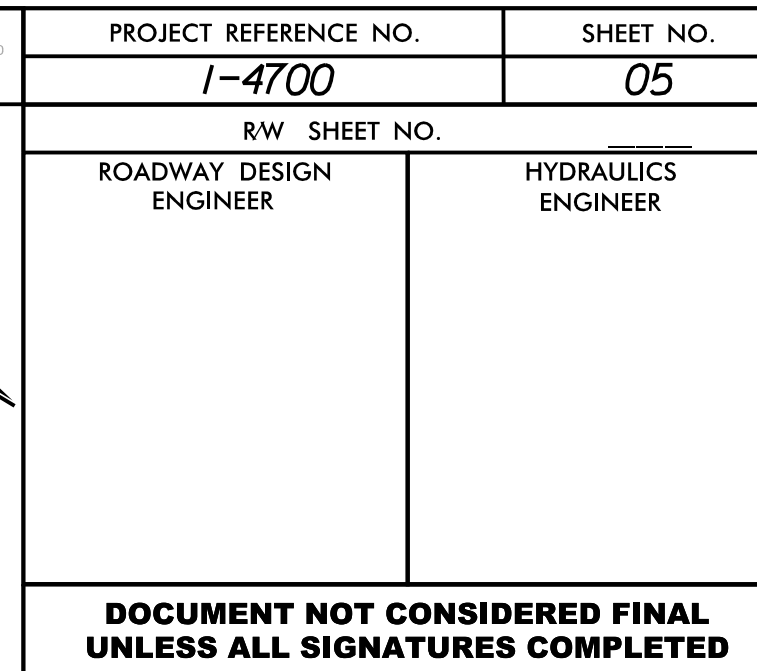 PROJECT REFERENCE NO.
SHEET NO.
I-4700
05
R/W SHEET NO.
ROADWAY DESIGN
ENGINEER
HYDRAULICS
ENGINEER
DOCUMENT NOT CONSIDERED FINAL
UNLESS ALL SIGNATURES COMPLETED